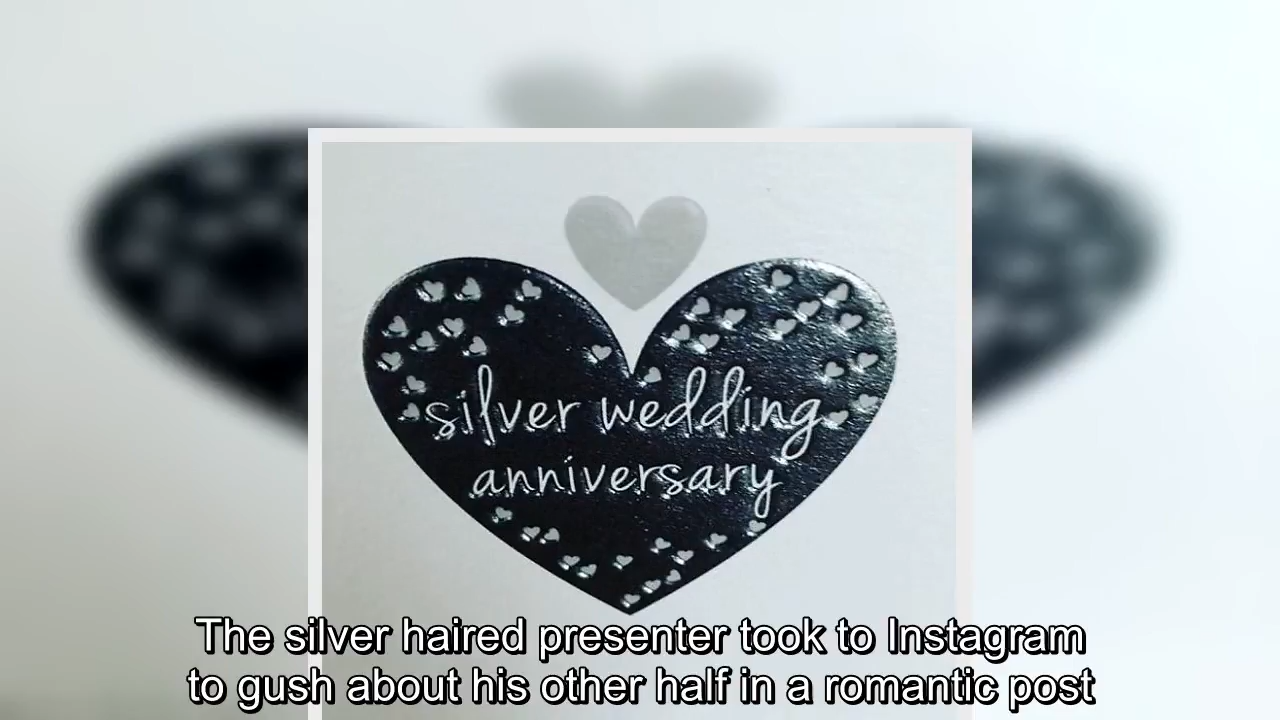 silver wedding
anniversary
The silver haired presenter took to Instagram
to gush about his other half in a romantic post